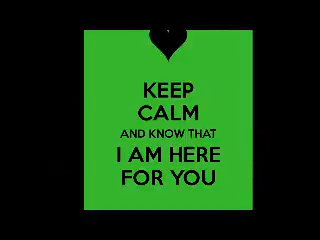 KEEP
CALM
AND KNOW THAT
I AM HERE
FOR YOU